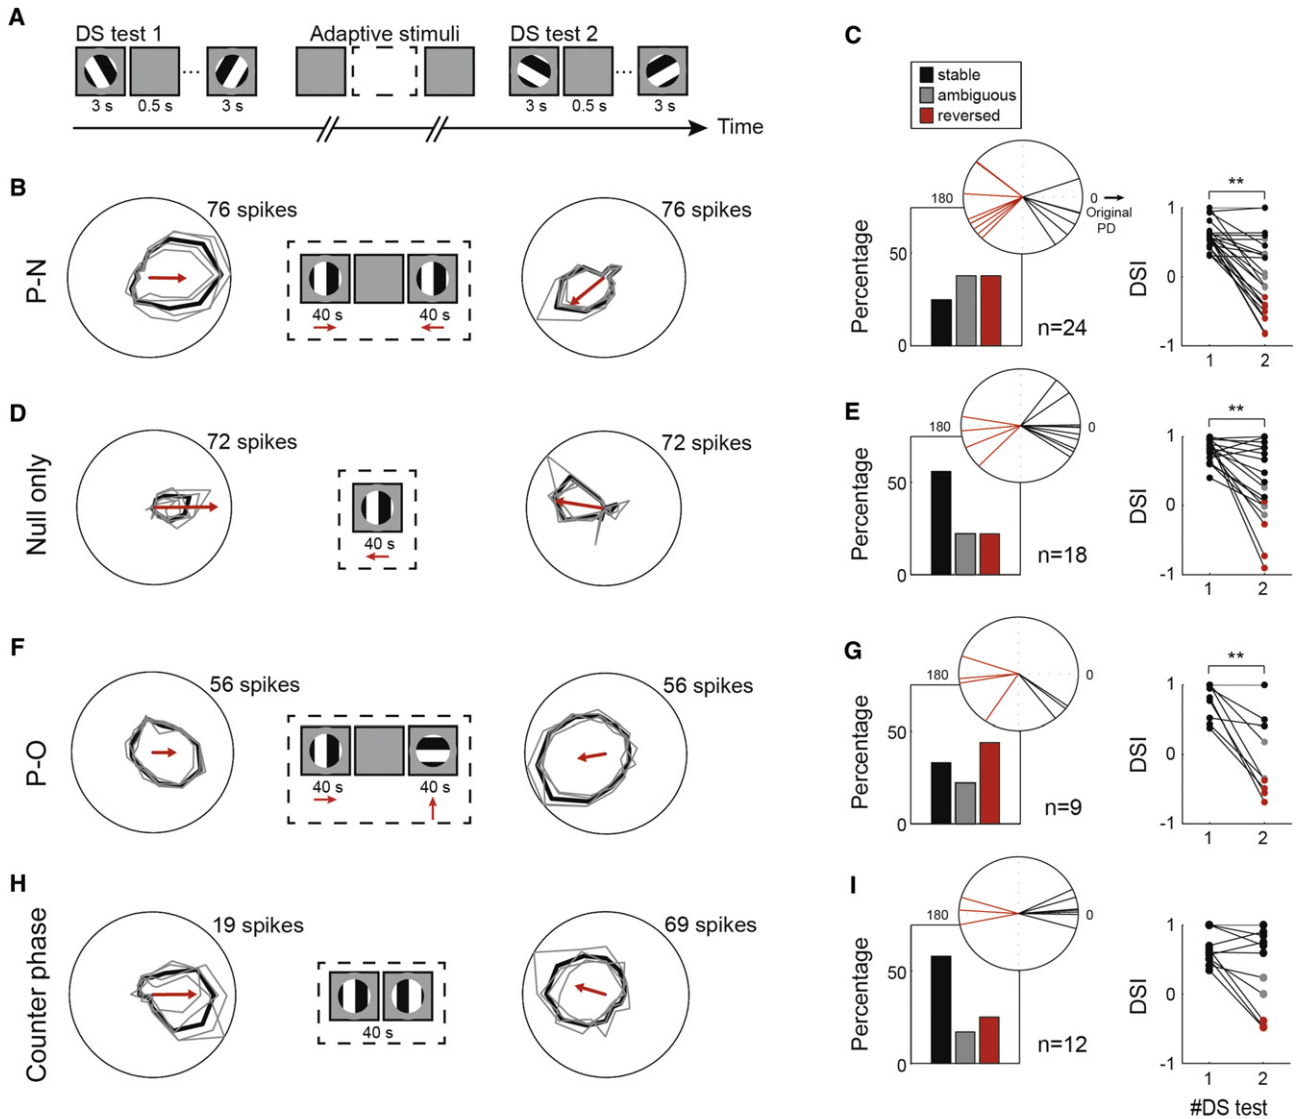 A
DS test 1
Adaptive stimuli
DS test 2
...
...
3 s
0.5 s
3 s
3 s
0.5 s
3 s
Time
B
P-N
76 spikes
40 s
40 s
76 spikes
C
stable
ambiguous
reversed
180
0
Original
PD
Percentage
50
0
n=24
**
DSI
1
0
-1
1
2
D
Null only
72 spikes
40 s
72 spikes
E
180
0
Percentage
50
0
n=18
**
DSI
1
0
-1
1
2
F
P-O
56 spikes
40 s
40 s
56 spikes
G
180
0
Percentage
50
0
n=9
**
DSI
1
0
-1
1
2
H
Counter phase
19 spikes
40 s
69 spikes
I
180
0
Percentage
50
0
n=12
DSI
1
0
-1
1
2
#DS test